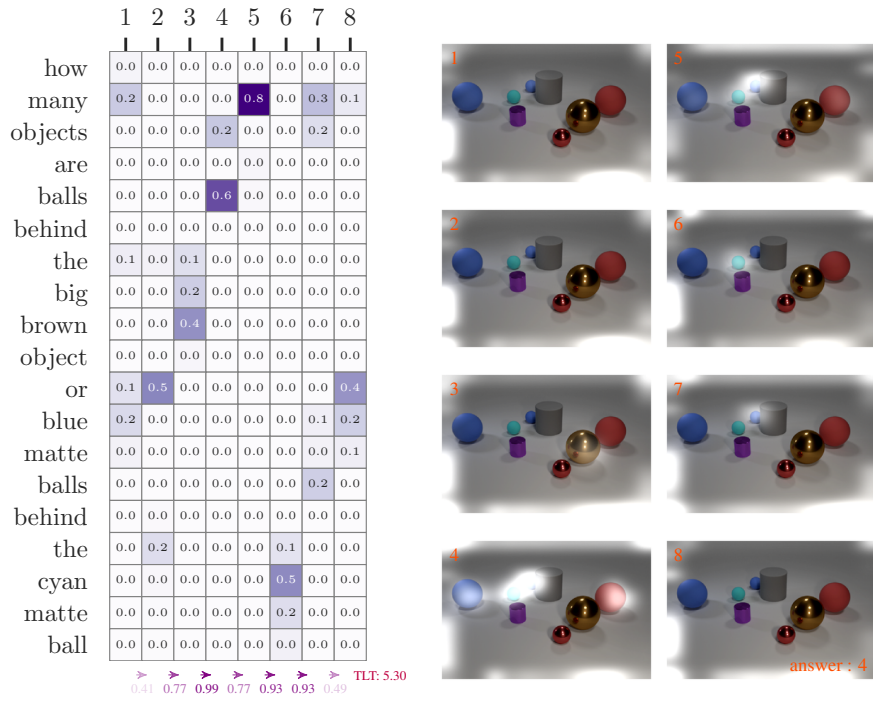 1 2 3 4 5 6 7 8
how 0.0 0.0 0.0 0.0 0.0 0.0 0.0 0.0
many 0.2 0.0 0.0 0.0 0.8 0.0 0.3 0.1
objects 0.0 0.0 0.0 0.2 0.0 0.0 0.2 0.0
are 0.0 0.0 0.0 0.0 0.0 0.0 0.0 0.0
balls 0.0 0.0 0.0 0.6 0.0 0.0 0.0 0.0
behind 0.0 0.0 0.0 0.0 0.0 0.0 0.0 0.0
the 0.1 0.0 0.1 0.0 0.0 0.0 0.0 0.0
big 0.0 0.0 0.2 0.0 0.0 0.0 0.0 0.0
brown 0.0 0.0 0.4 0.0 0.0 0.0 0.0 0.0
object 0.0 0.0 0.0 0.0 0.0 0.0 0.0 0.0
or 0.1 0.5 0.0 0.0 0.0 0.0 0.0 0.4
blue 0.2 0.0 0.0 0.0 0.0 0.0 0.1 0.2
matte 0.0 0.0 0.0 0.0 0.0 0.0 0.0 0.1
balls 0.0 0.0 0.0 0.0 0.0 0.0 0.2 0.0
behind 0.0 0.0 0.0 0.0 0.0 0.0 0.0 0.0
the 0.0 0.2 0.0 0.0 0.0 0.1 0.0 0.0
cyan 0.0 0.0 0.0 0.0 0.0 0.5 0.0 0.0
matte 0.0 0.0 0.0 0.0 0.0 0.2 0.0 0.0
ball 0.0 0.0 0.0 0.0 0.0 0.0 0.0 0.0
TLT: 5.30
0.41 0.77 0.99 0.77 0.93 0.93 0.49
1 5
2 6
3 7
4 8
answer : 4